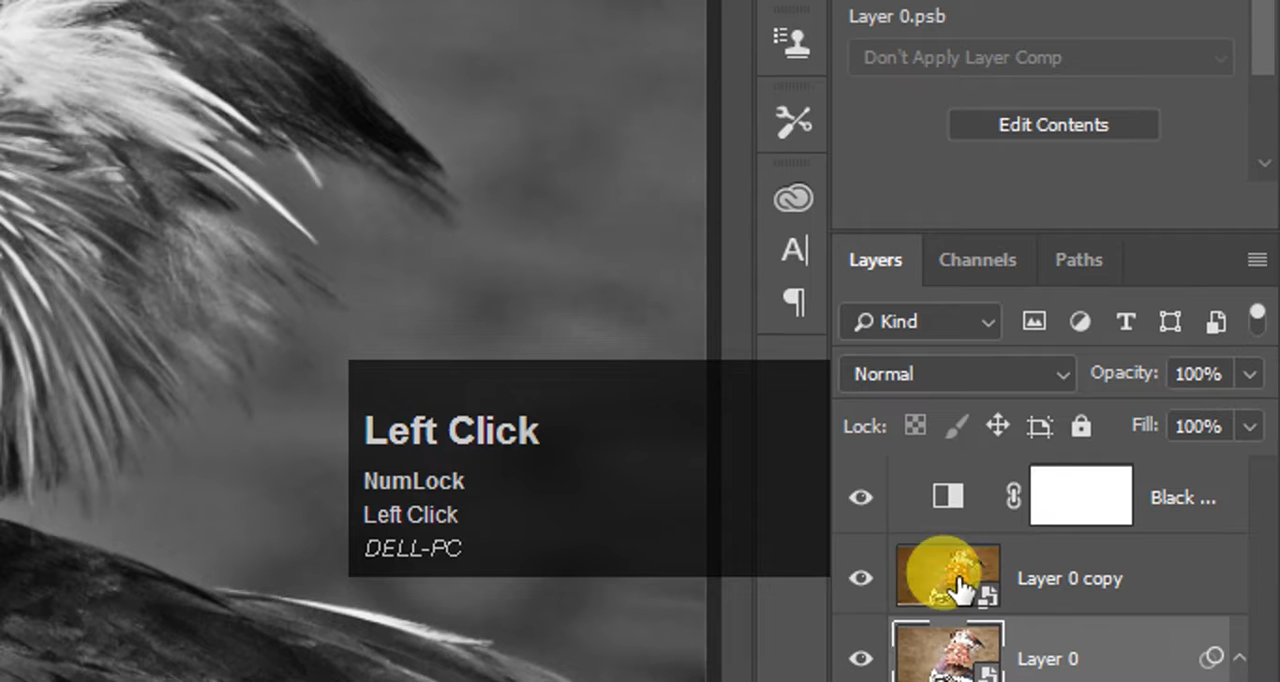 Layer 0.psb
Don't Apply Layer Comp
Edit Contents
A
Layers Channels Paths
Kind T
Normal Opacity: 100%
Lock: Fill: 100%
Left Click
NumLock
Left Click
DELL-PC
Black ...
Layer 0 copy
Layer 0